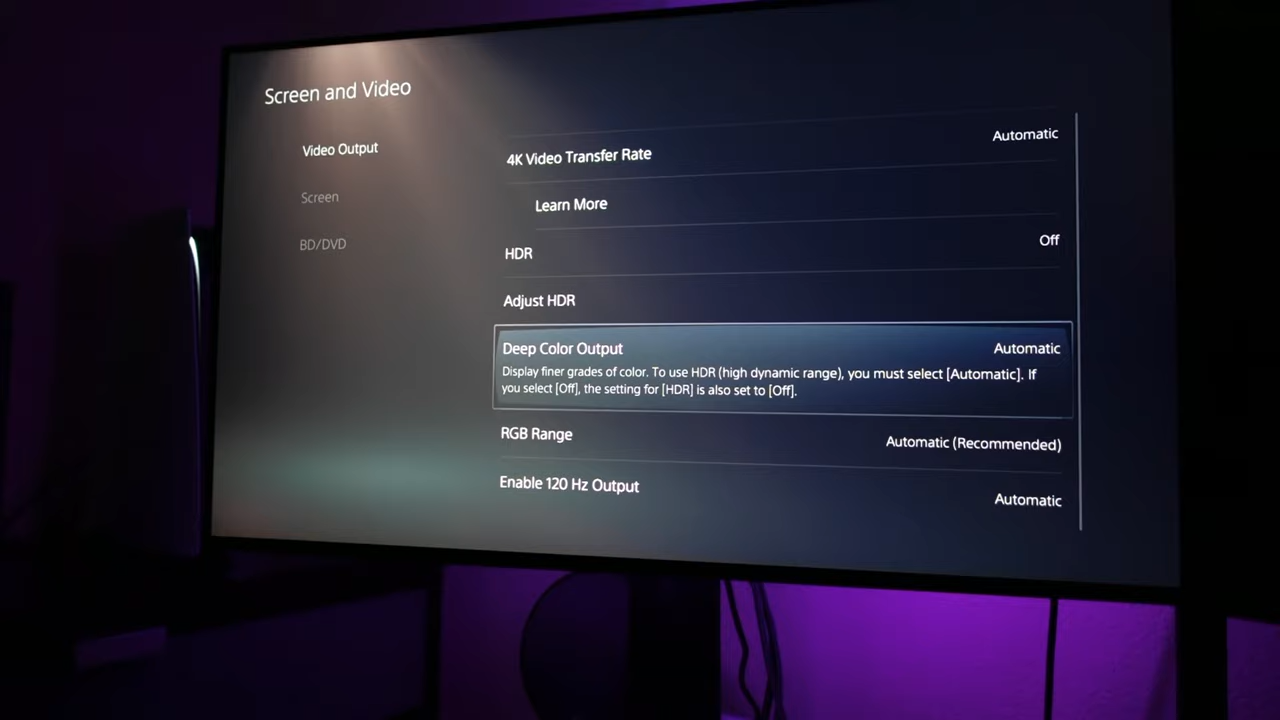 Screen and Video
Video Output
Screen
BD/DVD
4K Video Transfer Rate
Automatic
Learn More
HDR
Off
Adjust HDR
Deep Color Output
Automatic
Display finer grades of color. To use HDR (high dynamic range), you must select [Automatic]. If
you select [Off], the setting for [HDR] is also set to [Off].
RGB Range
Automatic (Recommended)
Enable 120 Hz Output
Automatic